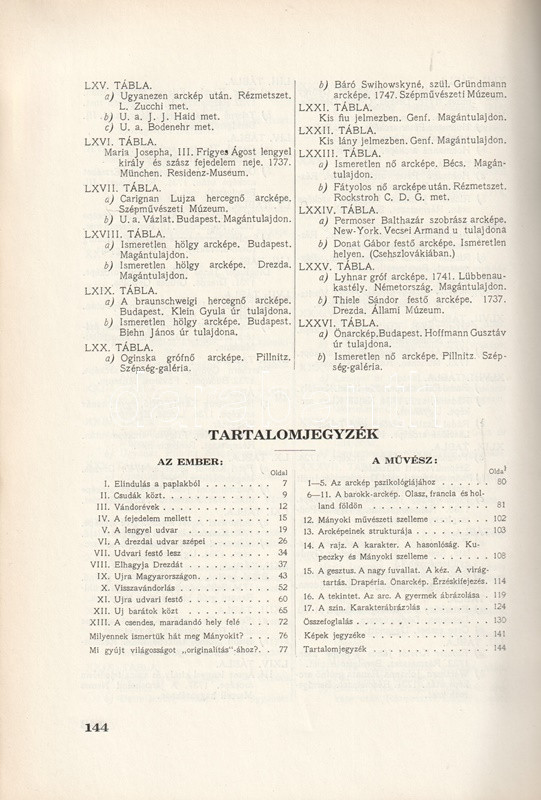 LXV. TÁBLA.
a) Ugyanezen arckép után. Rézmetszet.
L. Zucchi met.
b) U. a. J. J. Haid met.
c) U. a. Bodenehr met.
LXVI. TÁBLA.
Maria Josepha, III. Frigyes Ágost lengyel
király és szász fejedelem neje. 1737.
München. Residenz-Museum.
LXVII. TÁBLA.
a) Carignan Lujza hercegnő arcképe.
Szépművészeti Múzeum.
b) U. a. Vázlat. Budapest. Magántulajdon.
LXVIII. TÁBLA.
a) Ismeretlen hölgy arcképe. Budapest.
Magántulajdon.
b) Ismeretlen hölgy arcképe. Drezda.
Magántulajdon.
LXIX. TÁBLA.
a) A braunschweigi hercegnő arcképe.
Budapest. Klein Gyula úr tulajdona.
b) Ismeretlen hölgy arcképe. Budapest.
Biehn János úr tulajdona.
LXX. TÁBLA.
a) Oginska grófnő arcképe. Pillnitz.
Szépség-galéria.
b) Báró Swihowskyné, szül. Gründmann
arcképe. 1747. Szépművészeti Múzeum.
LXXI. TÁBLA.
Kis fiu jelmezben. Genf. Magántulajdon.
LXXII. TÁBLA.
Kis lány jelmezben. Genf. Magántulajdon.
LXXIII. TÁBLA.
a) Ismeretlen nő arcképe. Bécs. Magán-
tulajdon.
b) Fátyolos nő arcképe után. Rézmetszet.
Rockstroh C. D. G. met.
LXXIV. TÁBLA.
a) Permoser Balthazár szobrász arcképe.
New-York. Vecsei Armand u tulajdona
b) Donat Gábor festő arcképe. Ismeretlen
helyen. (Csehszlovákiában.)
LXXV. TÁBLA.
a) Lyhnar gróf arcképe. 1741. Lübbenau-
kastély. Németország. Magántulajdon.
b) Thiele Sándor festő arcképe. 1737.
Drezda. Állami Múzeum.
LXXVI. TÁBLA.
a) Önarckép. Budapest. Hoffmann Gusztáv
úr tulajdona.
b) Ismeretlen nő arcképe. Pillnitz. Szép-
ség-galéria.
TARTALOMJEGYZÉK
AZ EMBER:
Oldal
I. Elindulás a paplakból . . . . . . . . 7
II. Csudák közt. . . . . . . . . . . . . 9
III. Vándorévek. . . . . . . . . . . . . 12
IV. A fejedelem mellett . . . . . . . . 15
V. A lengyel udvar . . . . . . . . . . 19
VI. A drezdai udvar szépei . . . . . . . 26
VII. Udvari festő lesz . . . . . . . . . 34
VIII. Elhagyja Drezdát . . . . . . . . . 37
IX. Ujra Magyarországon. . . . . . . . . 43
X. Visszavándorlás . . . . . . . . . . 52
XI. Ujra udvari festő . . . . . . . . . 60
XII. Uj barátok közt . . . . . . . . . . 65
XIII. A csendes, maradandó hely felé . . . 72
Milyennek ismertük hát meg Mányokit? . . . 76
Mi gyújt világosságot „originalitás"-ához?. . 77
A MŰVÉSZ:
Oldal
1—5. Az arckép pszikológiájához . . . . . . 80
6—11. A barokk-arckép. Olasz, francia és hol-
land földön . . . . . . . . . . . . 81
12. Mányoki művészeti szelleme . . . . . . 102
13. Arcképeinek strukturája . . . . . . . . 103
14. A rajz. A karakter. A hasonlóság. Ku-
peczky és Mányoki szelleme . . . . . . . 108
15. A gesztus. A nagy fuvallat. A kéz. A virág-
tartás. Drapéria. Önarckép. Érzéskifejezés. 114
16. A tekintet. Az arc. A gyermek ábrázolása . 119
17. A szin. Karakterábrázolás . . . . . . . 124
Összefoglalás . . . . . . . . . . . . . . 130
Képek jegyzéke . . . . . . . . . . . . . 141
Tartalomjegyzék . . . . . . . . . . . . . 144
144